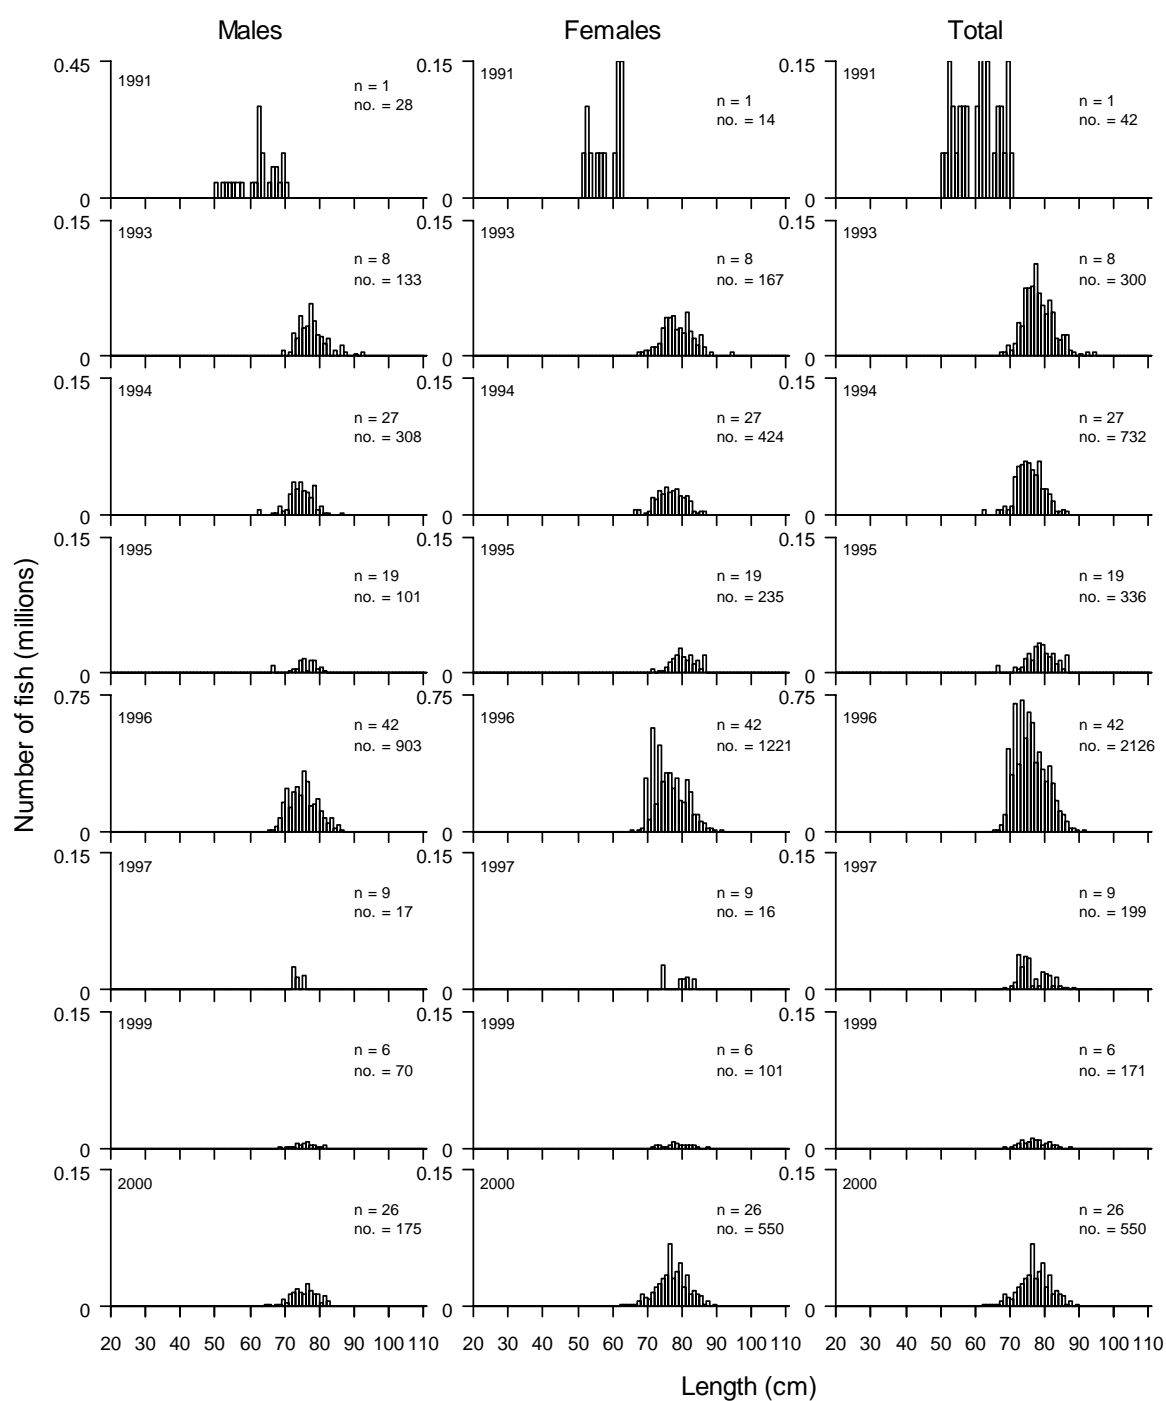 Males Females Total
0.45 1991 n = 1 no. = 28 0
0.15 1991 n = 1 no. = 14 0
0.15 1991 n = 1 no. = 42 0
0.15 1993 n = 8 no. = 133 0
0.15 1993 n = 8 no. = 167 0
0.15 1993 n = 8 no. = 300 0
0.15 1994 n = 27 no. = 308 0
0.15 1994 n = 27 no. = 424 0
0.15 1994 n = 27 no. = 732 0
0.15 1995 n = 19 no. = 101 0
0.15 1995 n = 19 no. = 235 0
0.15 1995 n = 19 no. = 336 0
0.75 1996 n = 42 no. = 903 0
0.75 1996 n = 42 no. = 1221 0
0.75 1996 n = 42 no. = 2126 0
0.15 1997 n = 9 no. = 17 0
0.15 1997 n = 9 no. = 16 0
0.15 1997 n = 9 no. = 199 0
0.15 1999 n = 6 no. = 70 0
0.15 1999 n = 6 no. = 101 0
0.15 1999 n = 6 no. = 171 0
0.15 2000 n = 26 no. = 175 0
0.15 2000 n = 26 no. = 550 0
0.15 2000 n = 26 no. = 550 0
20 30 40 50 60 70 80 90 100 110 20 30 40 50 60 70 80 90 100 110 20 30 40 50 60 70 80 90 100 110
Length (cm)
Number of fish (millions)